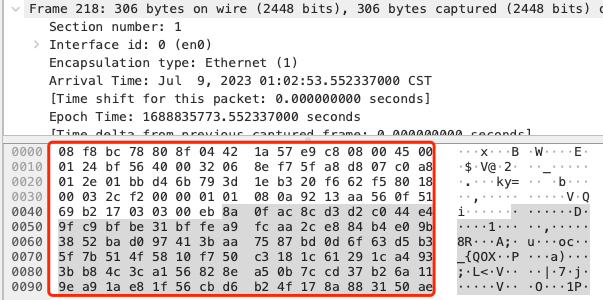 Frame 218: 306 bytes on wire (2448 bits), 306 bytes captured (2448 bits) o
Section number: 1
Interface id: 0 (en0)
Encapsulation type: Ethernet (1)
Arrival Time: Jul  9, 2023 01:02:53.552337000 CST
[Time shift for this packet: 0.000000000 seconds]
Epoch Time: 1688835773.552337000 seconds
[Time delta from previous captured frame: 0.000000000 seconds]
0000 08 f8 bc 78 80 8f 04 42 1a 57 e9 c8 08 00 45 00 ···x···B ·W····E·
0010 01 24 bf 56 40 00 32 06 8e f7 5f a8 d8 07 c0 a8 ·$·V@·2· ··_·····
0020 01 2e 01 bb d4 6b 79 3d 1e b3 20 f6 62 f5 80 18 ·.···ky= ·· ·b···
0030 00 03 2c f2 00 00 01 01 08 0a 92 13 aa 56 0f 51 ··,····· ·····V·Q
0040 69 b2 17 03 03 00 eb 8a 0f ac 8c d3 d2 c0 44 e4 i······· ······D·
0050 9f c9 bf be 31 bf fe a9 fc aa 2c e8 84 b4 e0 9b ····1··· ··,·····
0060 38 52 ba d0 97 41 3b aa 75 87 bd 0d 6f 63 d5 b3 8R···A;· u···oc··
0070 5f 7b 51 4f 58 10 f7 50 c3 18 1c 61 29 1c a4 93 _{QOX··P ···a)···
0080 3b b8 4c 3c a1 56 82 8e a5 0b 7c cd 37 b2 6a 11 ;·L<·V·· ··|·7·j·
0090 9e a9 1a e8 1f 56 cb d6 b2 4f 17 8a 88 31 50 ae ·····V·· ·O···1P·